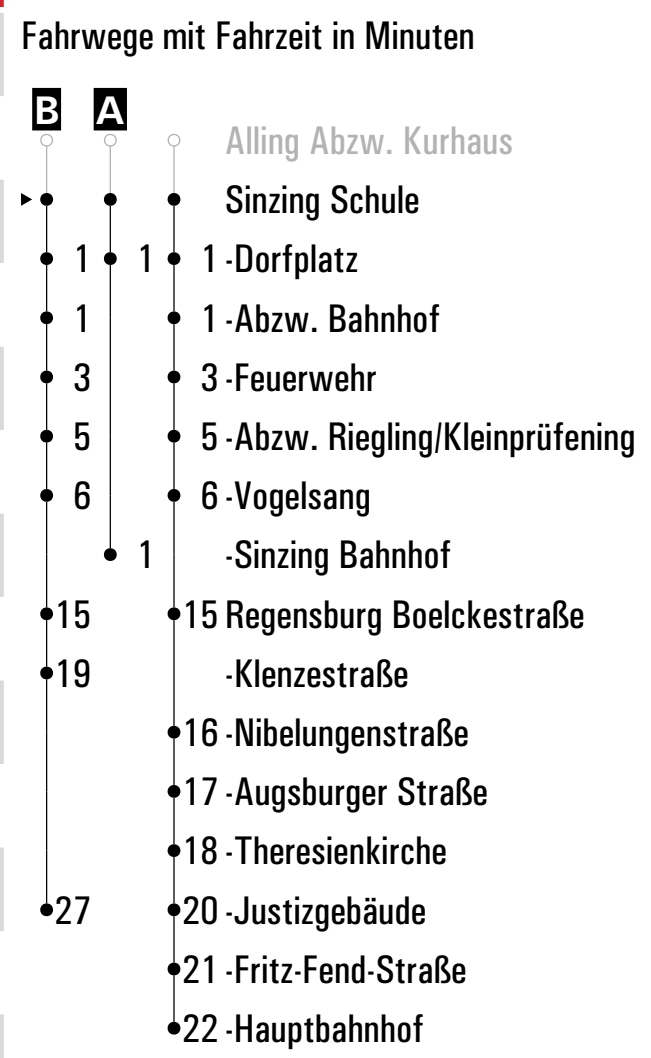 Fahrwege mit Fahrzeit in Minuten
B A
Alling Abzw. Kurhaus
Sinzing Schule
1 1 1 -Dorfplatz
1 1 -Abzw. Bahnhof
3 3 -Feuerwehr
5 5 -Abzw. Riegling/Kleinprüfening
6 6 -Vogelsang
1 -Sinzing Bahnhof
15 15 Regensburg Boelckestraße
19 -Klenzestraße
16 -Nibelungenstraße
17 -Augsburger Straße
18 -Theresienkirche
27 20 -Justizgebäude
21 -Fritz-Fend-Straße
22 -Hauptbahnhof